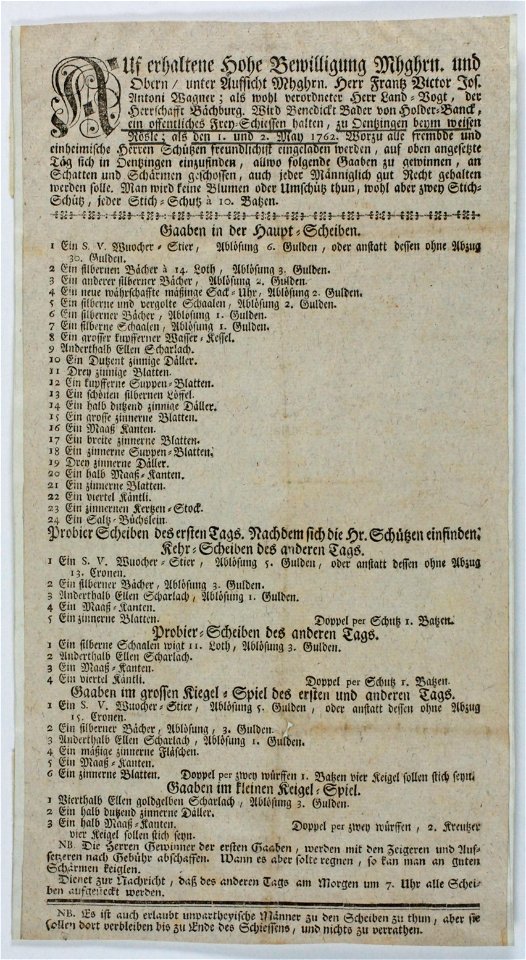 AUf erhaltene Hohe Bewilligung Mhghrn. und
Obern / unter Aufsicht Mhghrn. Herr Frantz Victor Jos.
Antoni Wagner; als wohl verordneter Herr Land-Vogt, der
Herrschafft Bächburg. Wird Benedickt Bader von Holder-Banck,
ein offentliches Frey-Schiessen halten, zu Oentzingen beym weisen
Rösle; als den 1. und 2. May 1762. Worzu alle frembde und
einheimische Herren Schützen freundlichist eingeladen werden, auf oben angesetzte
Täg sich in Oentzingen einzufinden, allwo folgende Gaaben zu gewinnen, an
Schatten und Schärmen geschossen, auch jeder Männiglich gut Recht gehalten
werden solle. Man wird keine Blumen oder Umschütz thun, wohl aber zwey Stich-
Schütz, jeder Stich-Schutz à 10. Batzen.
Gaaben in der Haupt-Scheiben.
1 Ein S. V. Wuocher-Stier, Ablösung 6. Gulden, oder anstatt dessen ohne Abzug
30. Gulden.
2 Ein silbernen Bächer à 14. Loth, Ablösung 3. Gulden.
3 Ein anderer silberner Bächer, Ablösung 2. Gulden.
4 Ein neue währschaffte mäßinge Sack-Uhr, Ablösung 2. Gulden.
5 Ein silberne und vergolte Schaalen, Ablösung 2. Gulden.
6 Ein silberner Bächer, Ablösung 1. Gulden.
7 Ein silberne Schaalen, Ablösung 1. Gulden.
8 Ein grosser kupfferner Wasser-Kessel.
9 Anderthalb Ellen Scharlach.
10 Ein Dutzent zinnige Däller.
11 Drey zinnige Blatten.
12 Ein kupfferne Suppen-Blatten.
13 Ein schönen silbernen Löffel.
14 Ein halb dutzend zinnige Däller.
15 Ein grosse zinnerne Blatten.
16 Ein Maaß Kanten.
17 Ein breite zinnerne Blatten.
18 Ein zinnerne Suppen-Blatten.
19 Drey zinnerne Däller.
20 Ein halb Maaß-Kanten.
21 Ein zinnerne Blatten.
22 Ein viertel Käntli.
23 Ein zinnernen Kertzen-Stock.
24 Ein Saltz-Büchslein.
Probier Scheiben des ersten Tags. Nachdem sich die Hr. Schützen einfinden.
Kehr-Scheiben des anderen Tags.
1 Ein S. V. Wuocher-Stier, Ablösung 5. Gulden, oder anstatt dessen ohne Abzug
13. Cronen.
2 Ein silberner Bächer, Ablösung 3. Gulden.
3 Anderthalb Ellen Scharlach, Ablösung 1. Gulden.
4 Ein Maaß-Kanten.
5 Ein zinnerne Blatten. Doppel per Schutz 1. Batzen.
Probier-Scheiben des anderen Tags.
1 Ein silberne Schaalen wigt 11. Loth, Ablösung 3. Gulden.
2 Anderthalb Ellen Scharlach.
3 Ein Maaß-Kanten.
4 Ein viertel Käntli. Doppel per Schutz 1. Batzen.
Gaaben im grossen Kiegel-Spiel des ersten und anderen Tags.
1 Ein S. V. Wuocher-Stier, Ablösung 5. Gulden, oder anstatt dessen ohne Abzug
15. Cronen.
2 Ein silberner Bächer, Ablösung, 3. Gulden.
3 Anderthalb Ellen Scharlach, Ablösung 1. Gulden.
4 Ein mäßige zinnerne Fläschen.
5 Ein Maaß-Kanten.
6 Ein zinnerne Blatten. Doppel per zwey würffen 1. Batzen vier Keigel sollen stich seyn.
Gaaben im kleinen Keigel-Spiel.
1 Vierthalb Ellen goldgelben Scharlach, Ablösung 3. Gulden.
2 Ein halb dutzend zinnerne Däller.
3 Ein halb Maaß-Kanten. Doppel per zwey würffen, 2. Kreutzer
vier Keigel sollen stich seyn.
NB. Die Herren Gewinner der ersten Gaaben, werden mit den Zeigeren und Auf-
setzeren nach Gebühr abschaffen. Wann es aber solte regnen, so kan man an guten
Schärmen keiglen.
Dienet zur Nachricht, daß des anderen Tags am Morgen um 7. Uhr alle Schei-
ben aufgesteckt werden.
NB. Es ist auch erlaubt unpartheyische Männer zu den Scheiben zu thun, aber sie
sollen dort verbleiben bis zu Ende des Schiessens, und nichts zu verrathen.